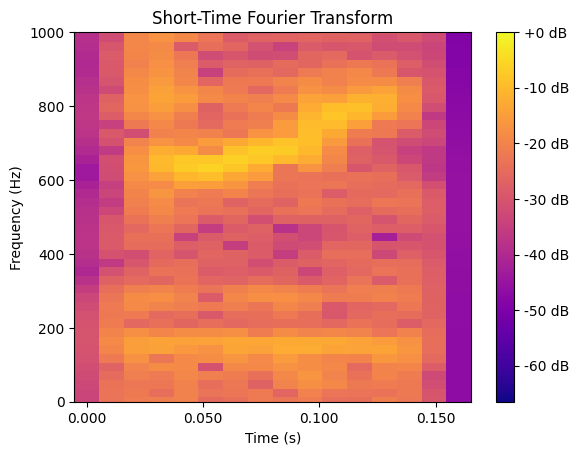 Short-Time Fourier Transform
1000
800
600
400
200
0
Frequency (Hz)
0.000
0.050
0.100
0.150
Time (s)
+0 dB
-10 dB
-20 dB
-30 dB
-40 dB
-50 dB
-60 dB